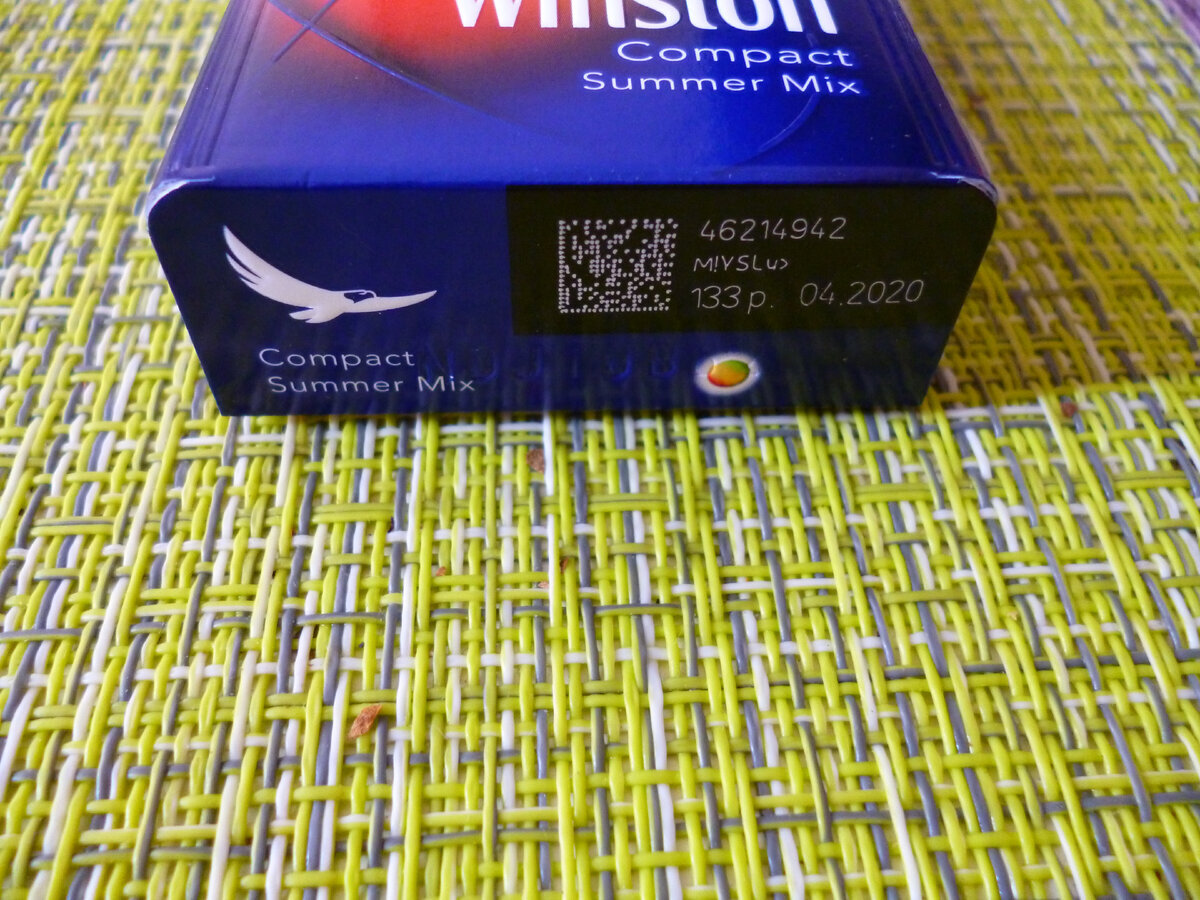 Winston
Compact
Summer Mix
46214942
M!YSLu>
133 р. 04.2020
Compact
Summer Mix